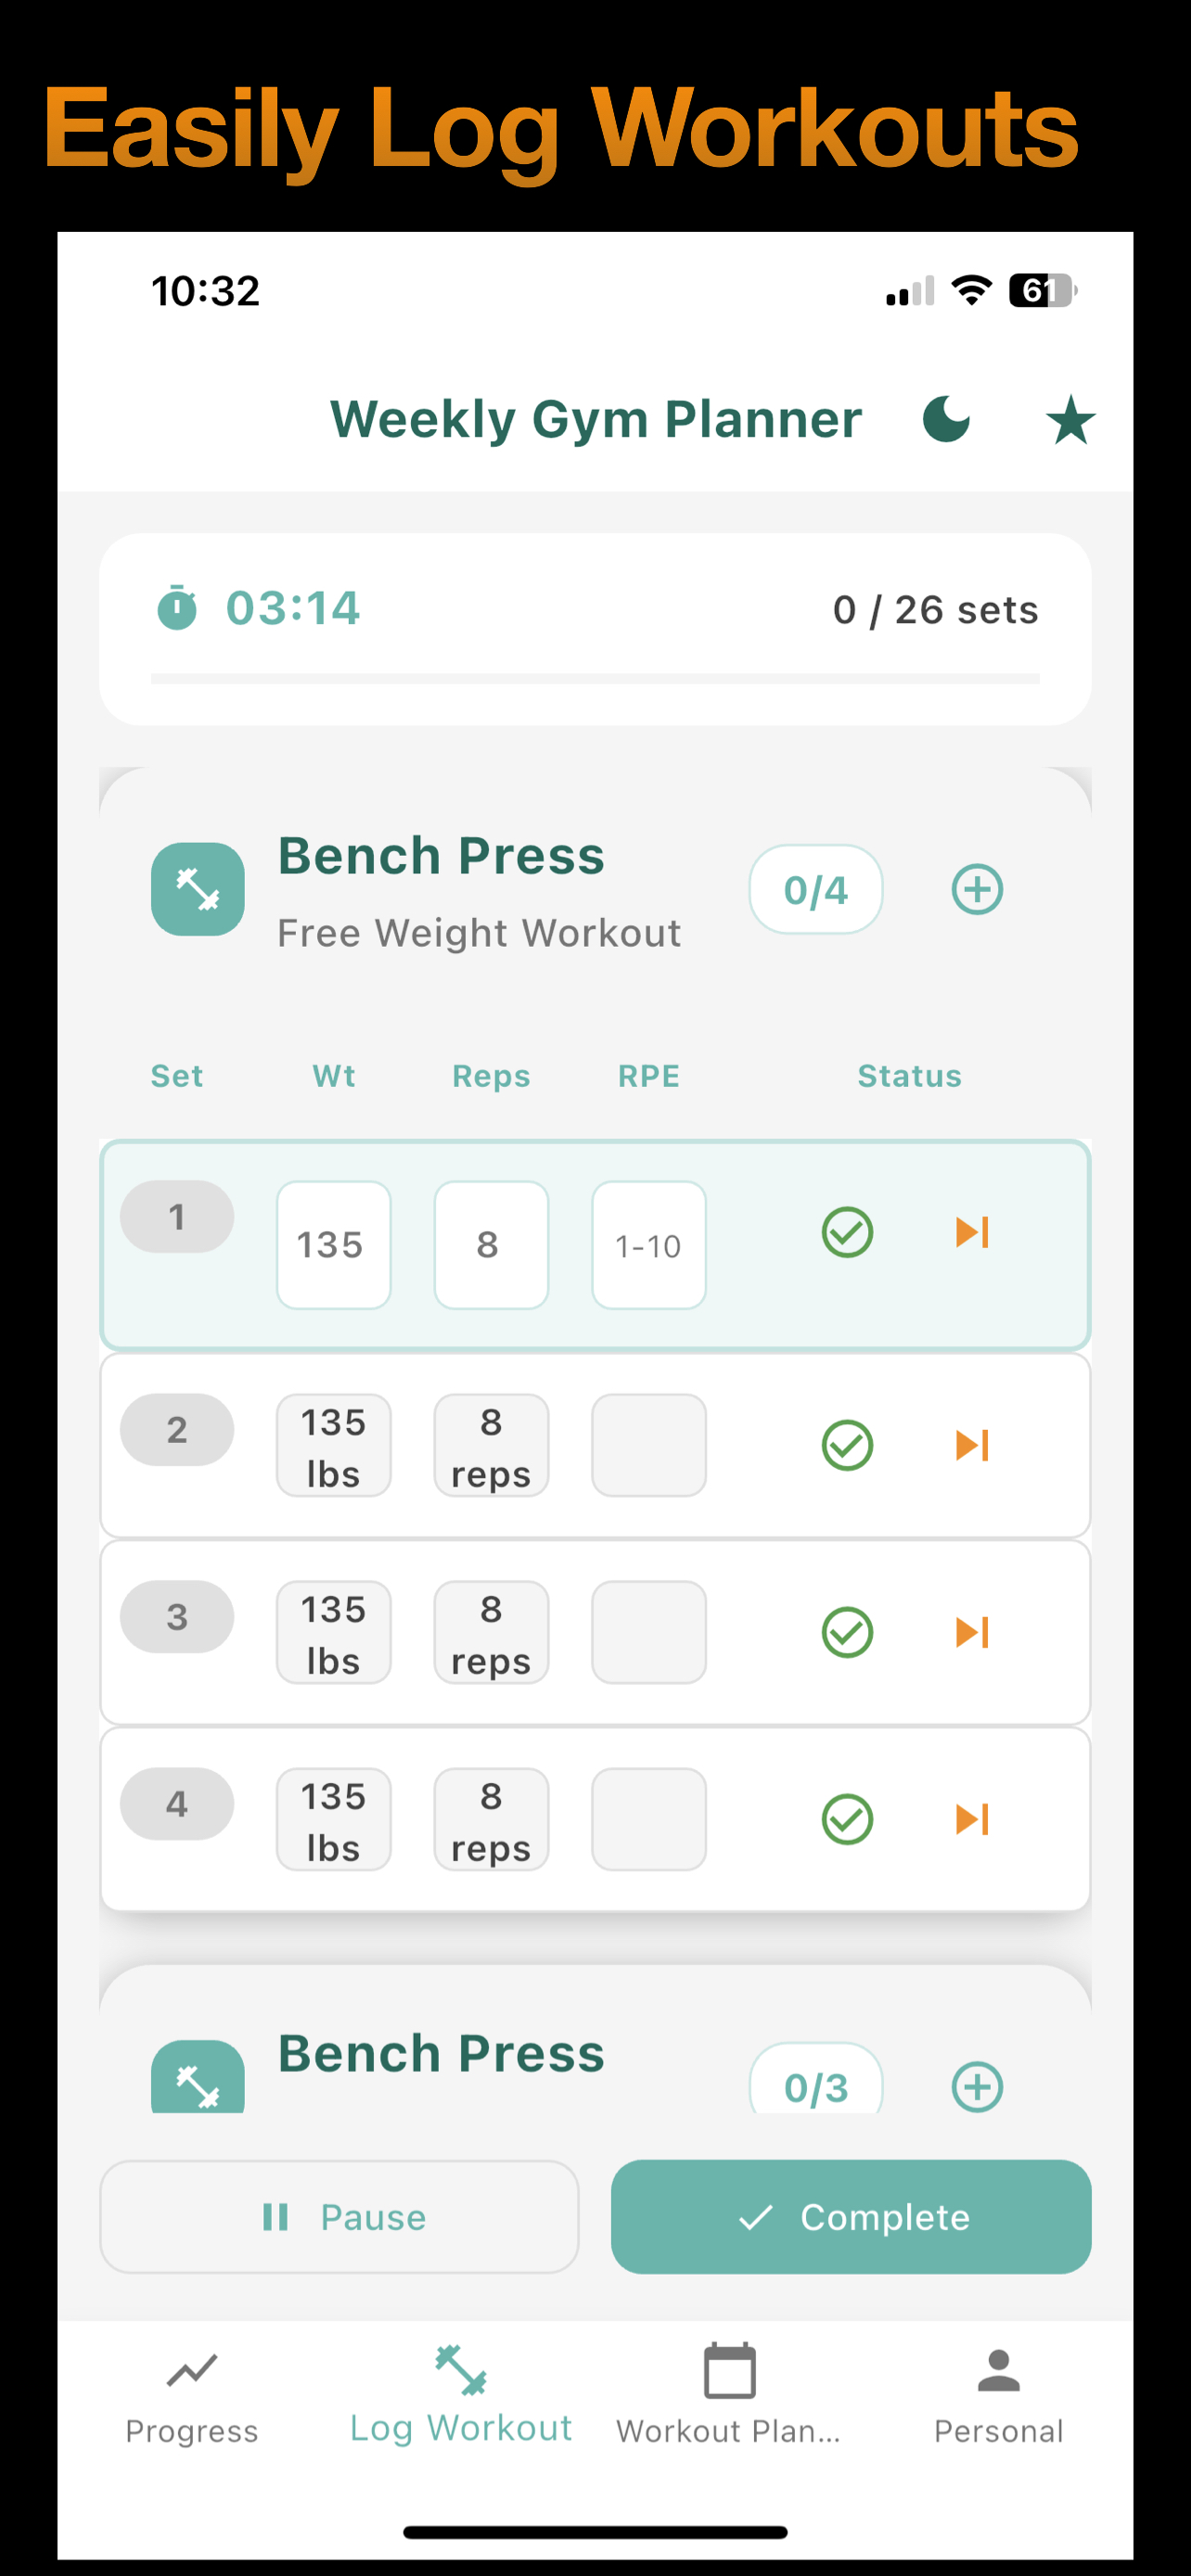 Easily Log Workouts
10:32
61
Weekly Gym Planner
03:14
0 / 26 sets
Bench Press
Free Weight Workout
0/4
Set Wt Reps RPE Status
1 135 8 1-10
2 135 lbs 8 reps
3 135 lbs 8 reps
4 135 lbs 8 reps
Bench Press
0/3
Pause
Complete
Progress
Log Workout
Workout Plan...
Personal